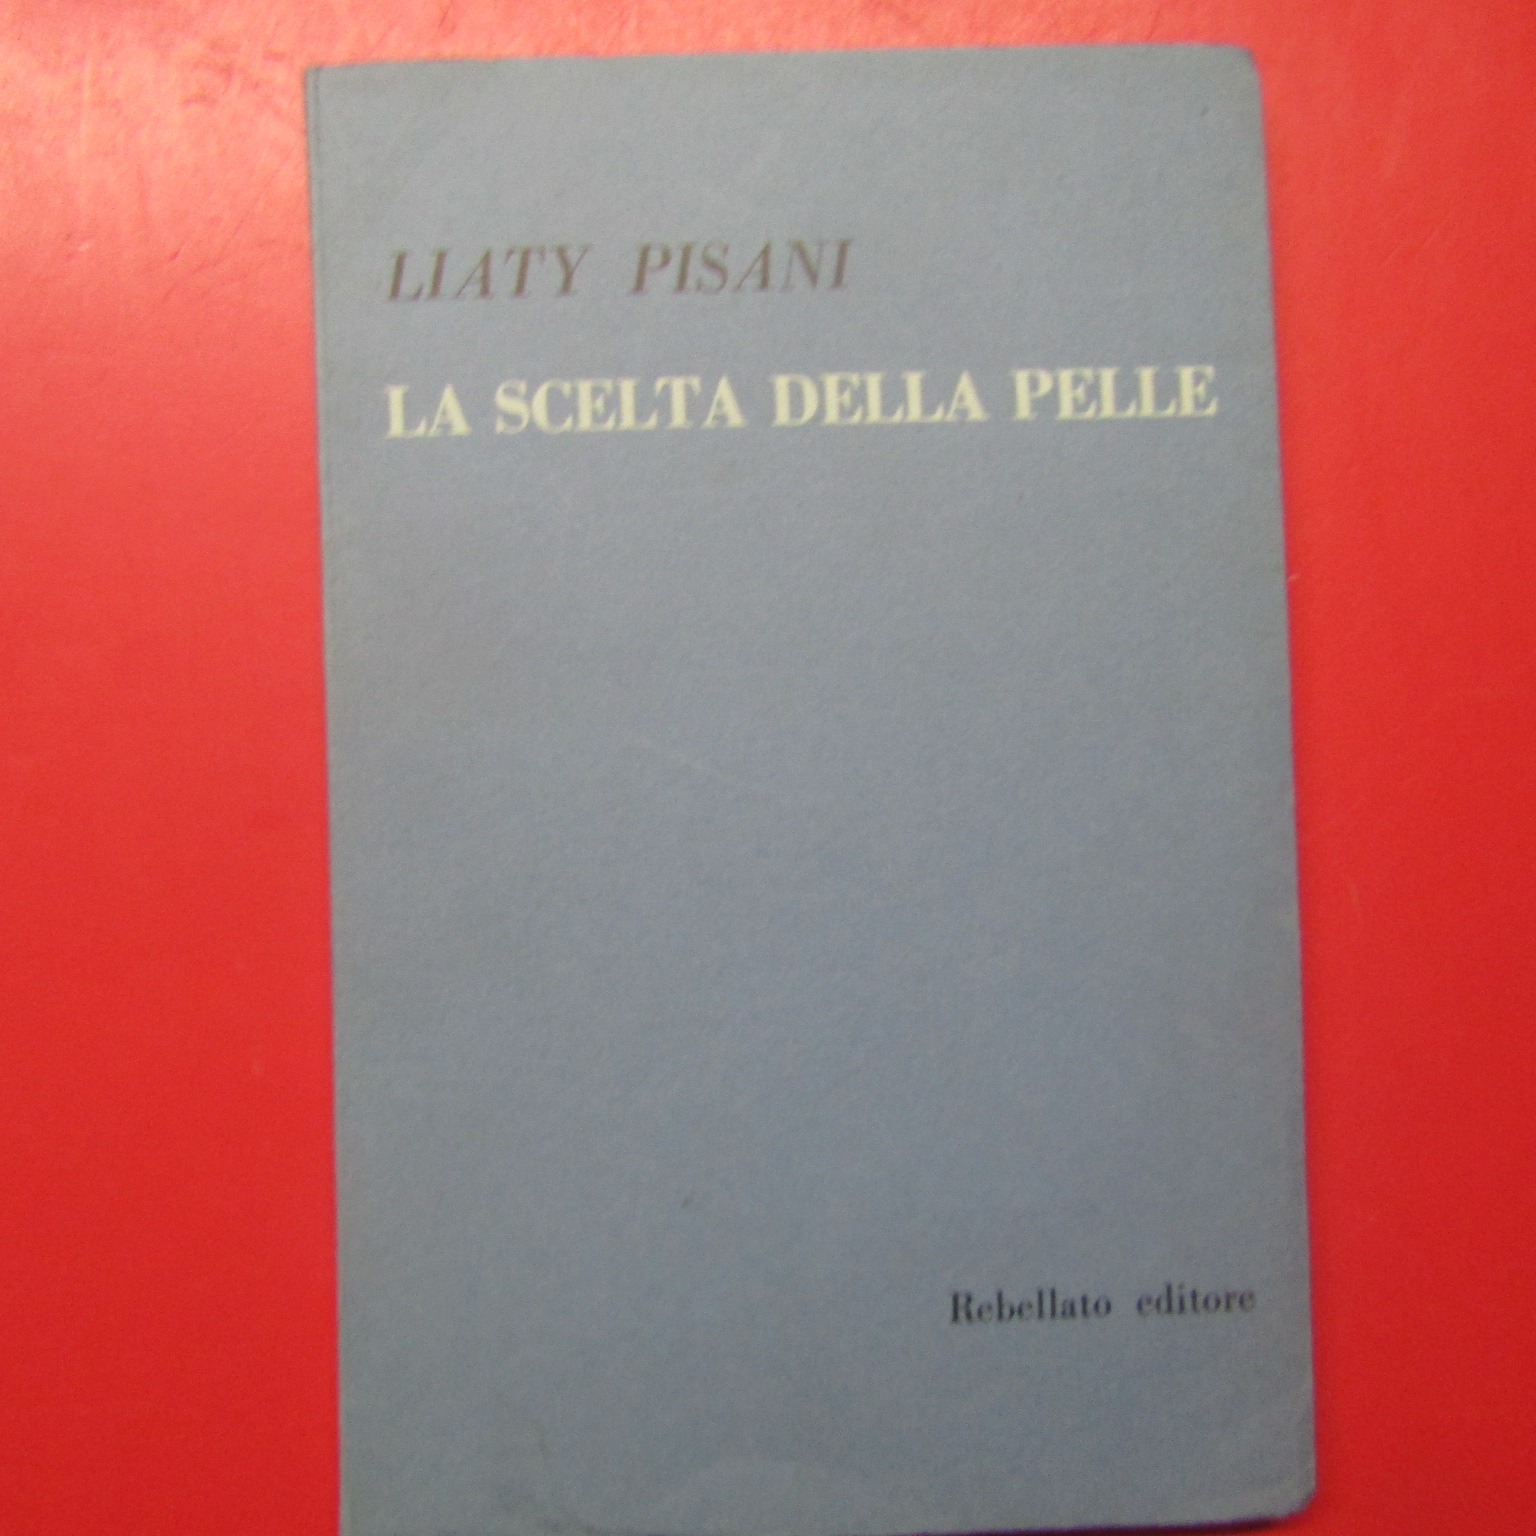 LIATY PISANI
LA SCELTA DELLA PELLE
Rebellato editore